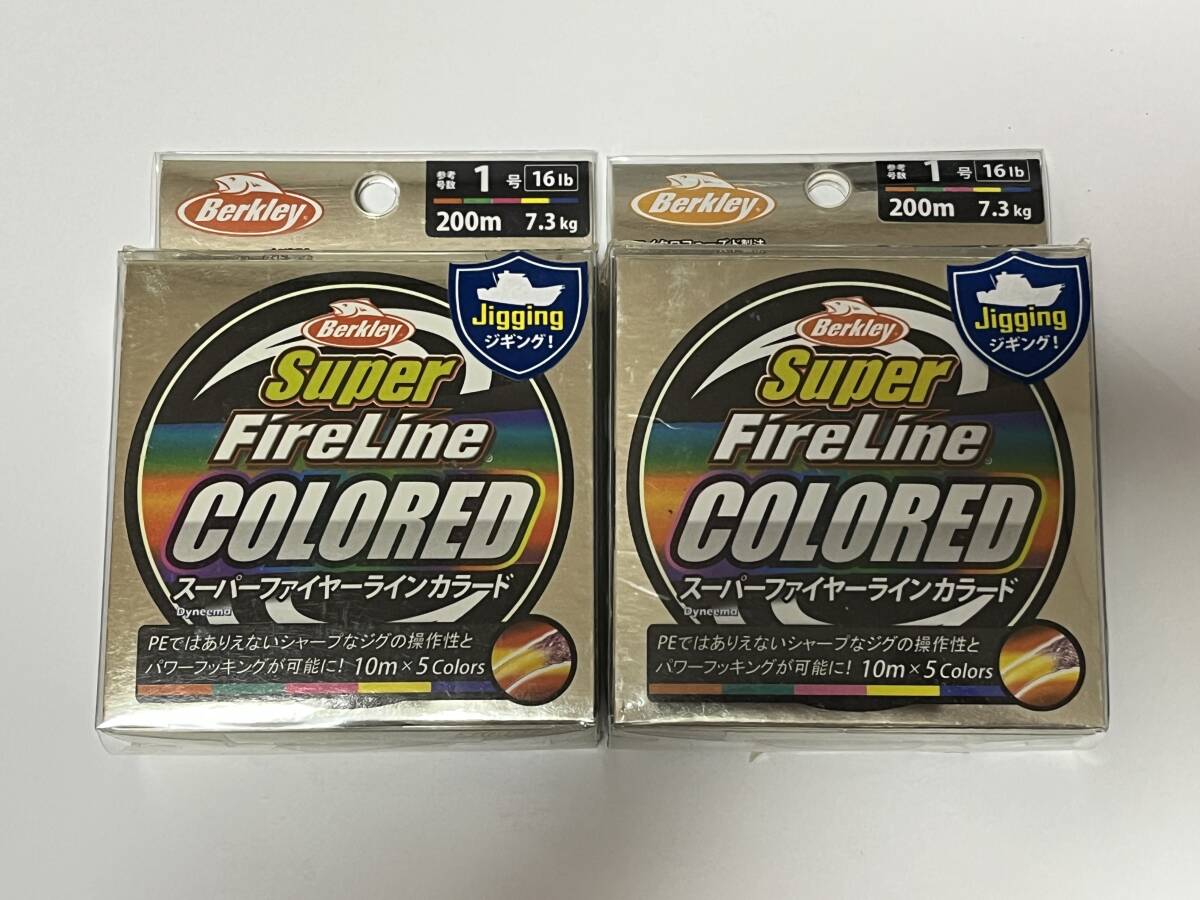 Berkley
参考号数 1号 16lb
200m 7.3kg
Jigging
ジギング!
Berkley
Super
FireLine
COLORED
スーパーファイヤーラインカラード
Dyneema
PEではありえないシャープなジグの操作性と
パワーフッキングが可能に! 10m×5Colors
Berkley
参考号数 1号 16lb
200m 7.3kg
Jigging
ジギング!
Berkley
Super
FireLine
COLORED
スーパーファイヤーラインカラード
Dyneema
PEではありえないシャープなジグの操作性と
パワーフッキングが可能に! 10m×5Colors